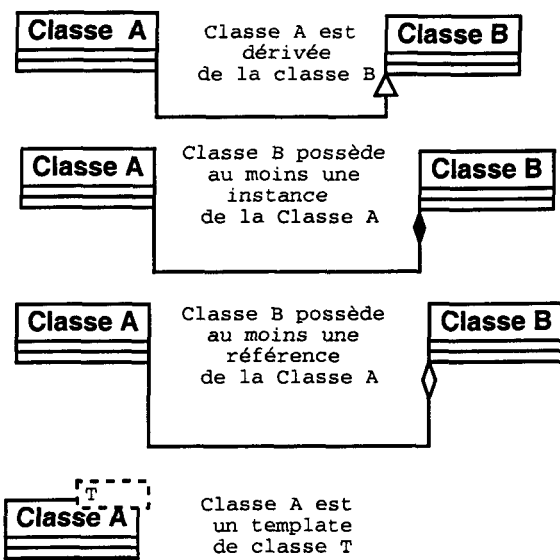 Classe A
Classe A est
dérivée
de la classe B
Classe B
Classe A
Classe B possède
au moins une
instance
de la Classe A
Classe B
Classe A
Classe B possède
au moins une
référence
de la Classe A
Classe B
T
Classe A
Classe A est
un template
de classe T